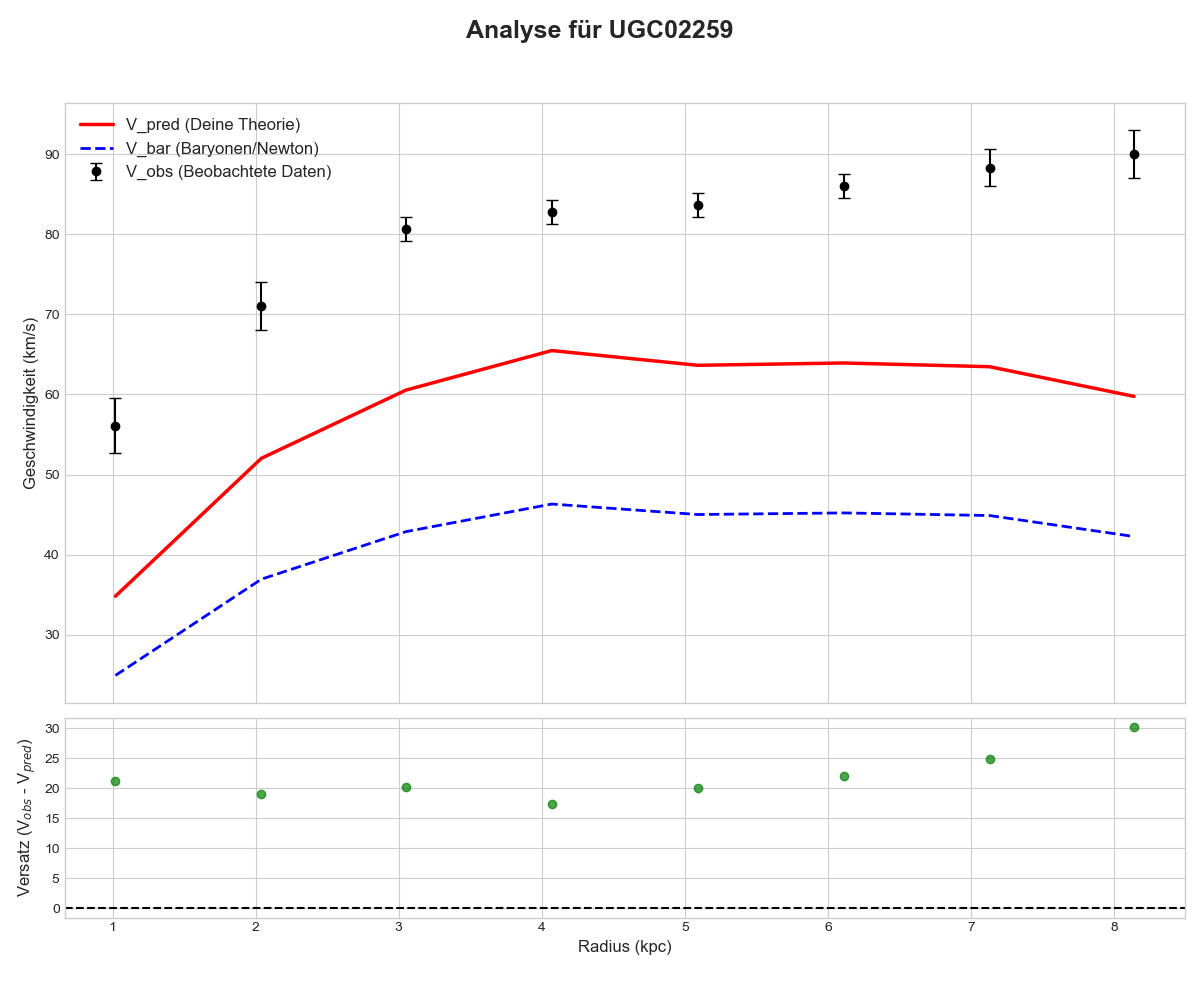 Analyse für UGC02259
V_pred (Deine Theorie)
V_bar (Baryonen/Newton)
V_obs (Beobachtete Daten)
Geschwindigkeit (km/s)
90
80
70
60
50
40
30
Versatz (V_obs - V_pred)
30
25
20
15
10
5
0
1 2 3 4 5 6 7 8
Radius (kpc)